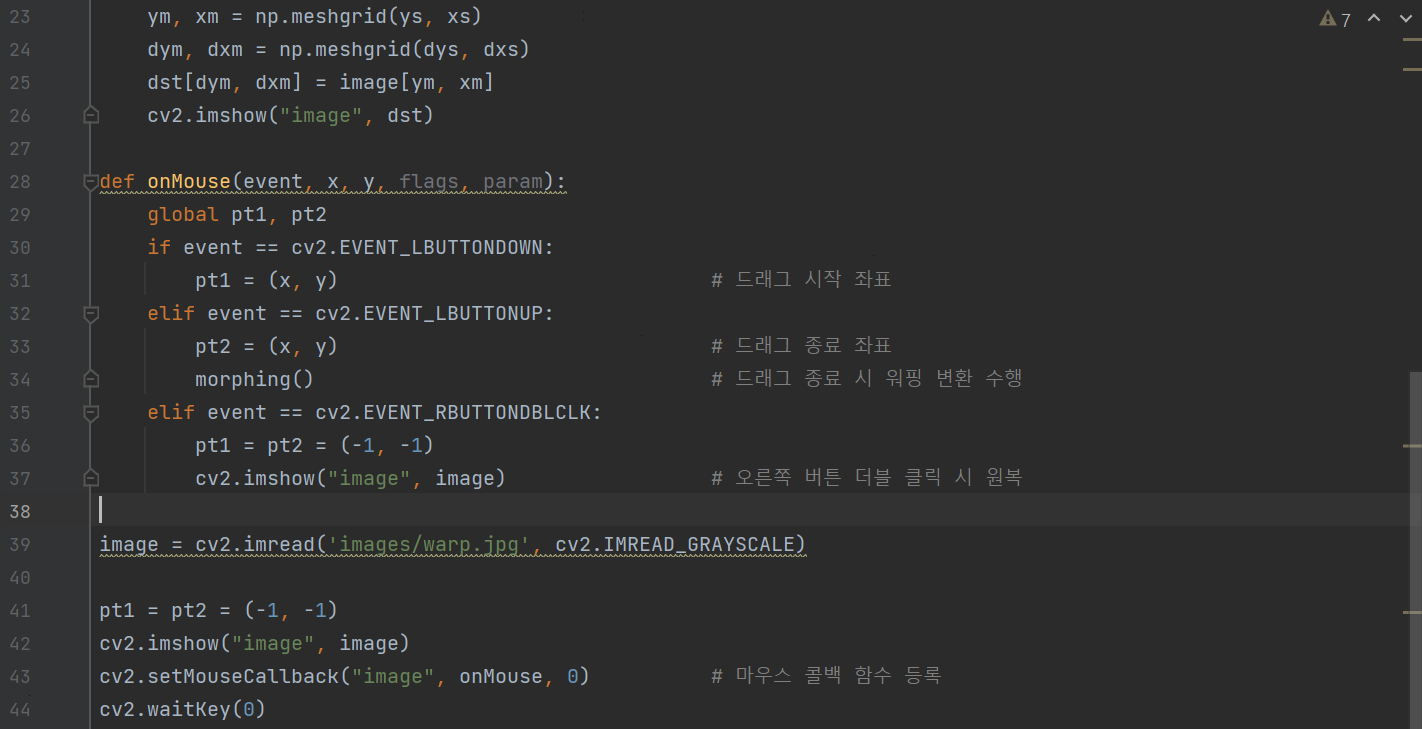 7
23 ym, xm = np.meshgrid(ys, xs)
24 dym, dxm = np.meshgrid(dys, dxs)
25 dst[dym, dxm] = image[ym, xm]
26 cv2.imshow("image", dst)
27
28 def onMouse(event, x, y, flags, param):
29 global pt1, pt2
30 if event == cv2.EVENT_LBUTTONDOWN:
31 pt1 = (x, y) # 드래그 시작 좌표
32 elif event == cv2.EVENT_LBUTTONUP:
33 pt2 = (x, y) # 드래그 종료 좌표
34 morphing() # 드래그 종료 시 워핑 변환 수행
35 elif event == cv2.EVENT_RBUTTONDBLCLK:
36 pt1 = pt2 = (-1, -1)
37 cv2.imshow("image", image) # 오른쪽 버튼 더블 클릭 시 원복
38
39 image = cv2.imread('images/warp.jpg', cv2.IMREAD_GRAYSCALE)
40
41 pt1 = pt2 = (-1, -1)
42 cv2.imshow("image", image)
43 cv2.setMouseCallback("image", onMouse, 0) # 마우스 콜백 함수 등록
44 cv2.waitKey(0)